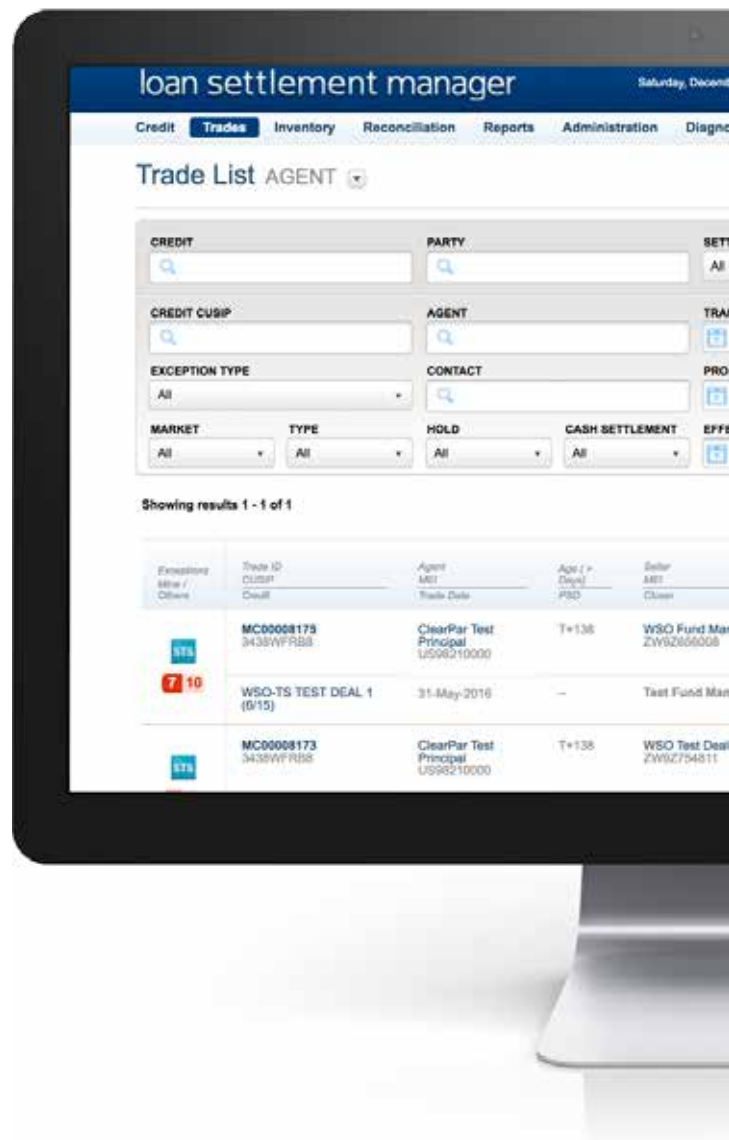 loan settlement manager
Saturday, Decemb
Credit Trades Inventory Reconciliation Reports Administration Diagno
Trade List AGENT
CREDIT PARTY SETT
All
CREDIT CUSIP AGENT TRA
EXCEPTION TYPE CONTACT PRO
All
MARKET TYPE HOLD CASH SETTLEMENT EFFE
All All All All
Showing results 1 - 1 of 1
Exceptions Trade ID Agent Age (+ Seller
Mine / CUSIP MEI Days) MEI
Others Credit Trade Date PSD Closer
MC00008175 ClearPar Test T+138 WSO Fund Man
3438WFRB8 Principal ZW9Z656008
STS US98210000
7 10
WSO-TS TEST DEAL 1 31-May-2016 -- Test Fund Man
(6/15)
MC00008173 ClearPar Test T+138 WSO Test Deal
3438WFRB8 Principal ZW9Z754811
STS US98210000